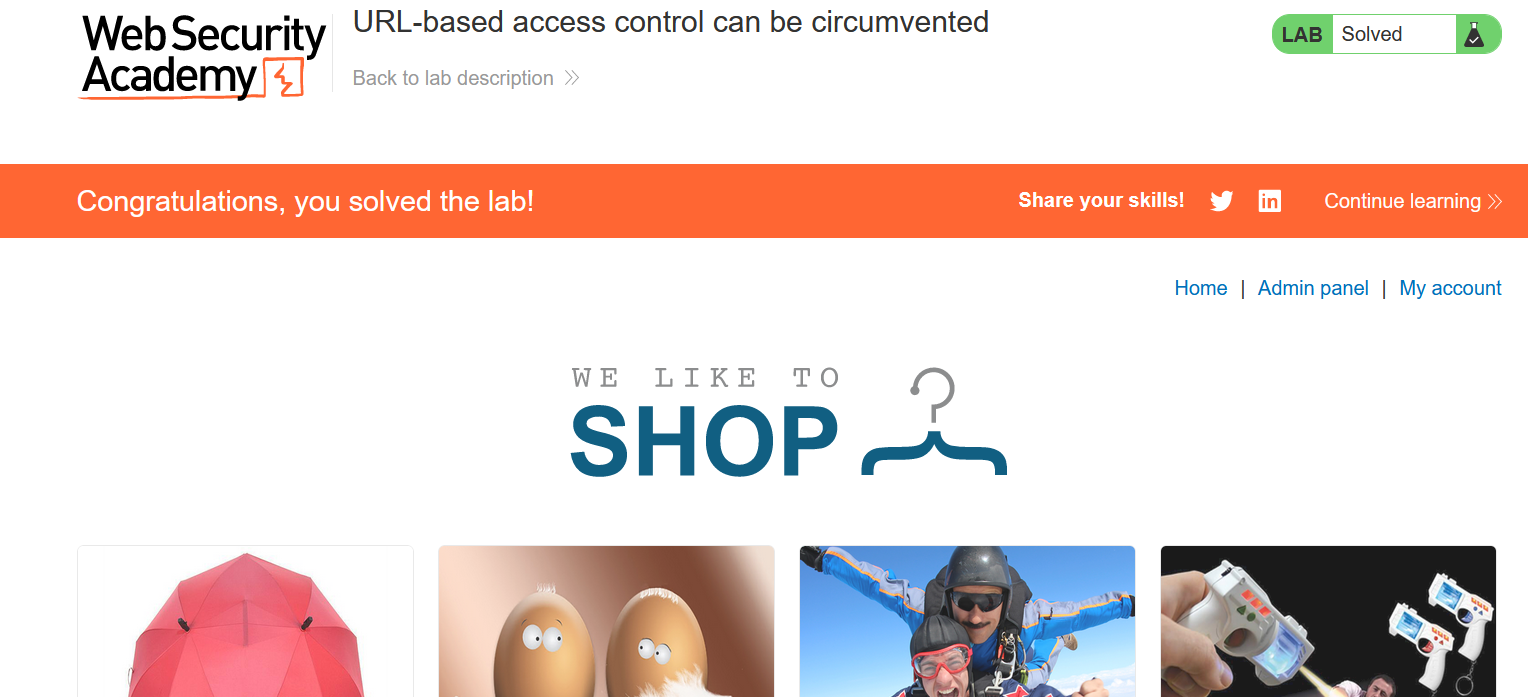 Web Security
Academy
URL-based access control can be circumvented
Back to lab description
LAB Solved
Congratulations, you solved the lab!
Share your skills!
in
Continue learning
Home | Admin panel | My account
WE LIKE TO
SHOP